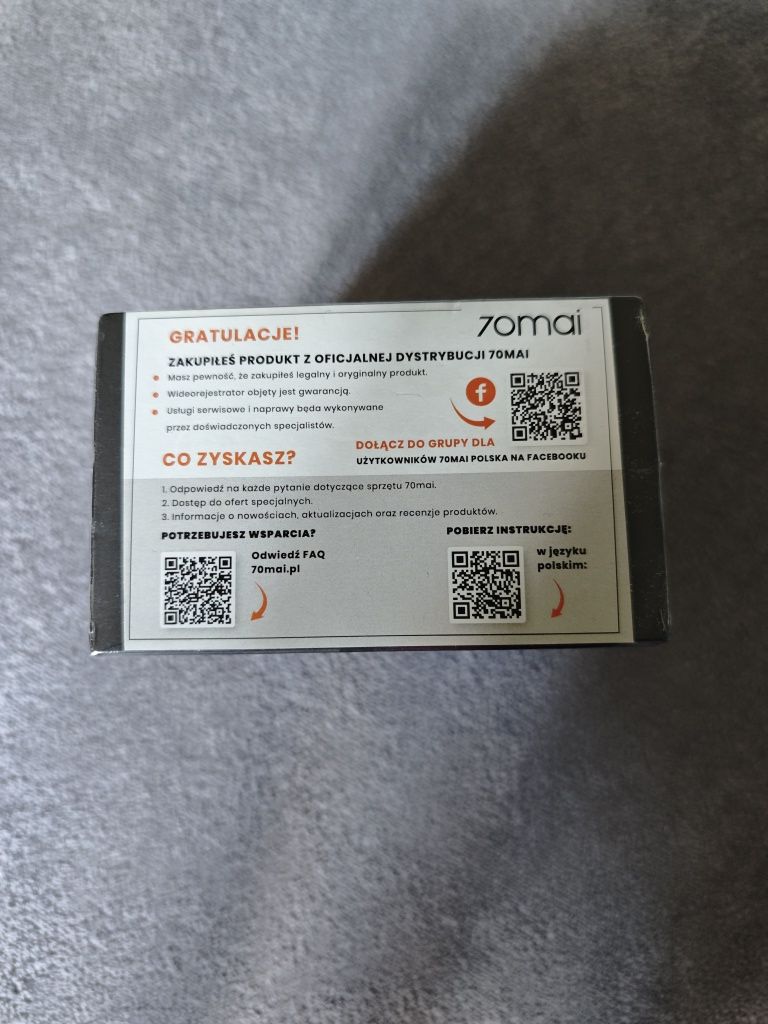 70mai
GRATULACJE!
ZAKUPIŁEŚ PRODUKT Z OFICJALNEJ DYSTRYBUCJI 70MAI
Masz pewność, że zakupiłeś legalny i oryginalny produkt.
Wideorejestrator objęty jest gwarancją.
Usługi serwisowe i naprawy będa wykonywane
przez doświadczonych specjalistów.
DOŁĄCZ DO GRUPY DLA
UŻYTKOWNIKÓW 70MAI POLSKA NA FACEBOOKU
CO ZYSKASZ?
1. Odpowiedź na każde pytanie dotyczące sprzętu 70mai.
2. Dostęp do ofert specjalnych.
3. Informacje o nowościach, aktualizacjach oraz recenzje produktów.
POTRZEBUJESZ WSPARCIA?
Odwiedź FAQ
70mai.pl
POBIERZ INSTRUKCJĘ:
w języku
polskim: